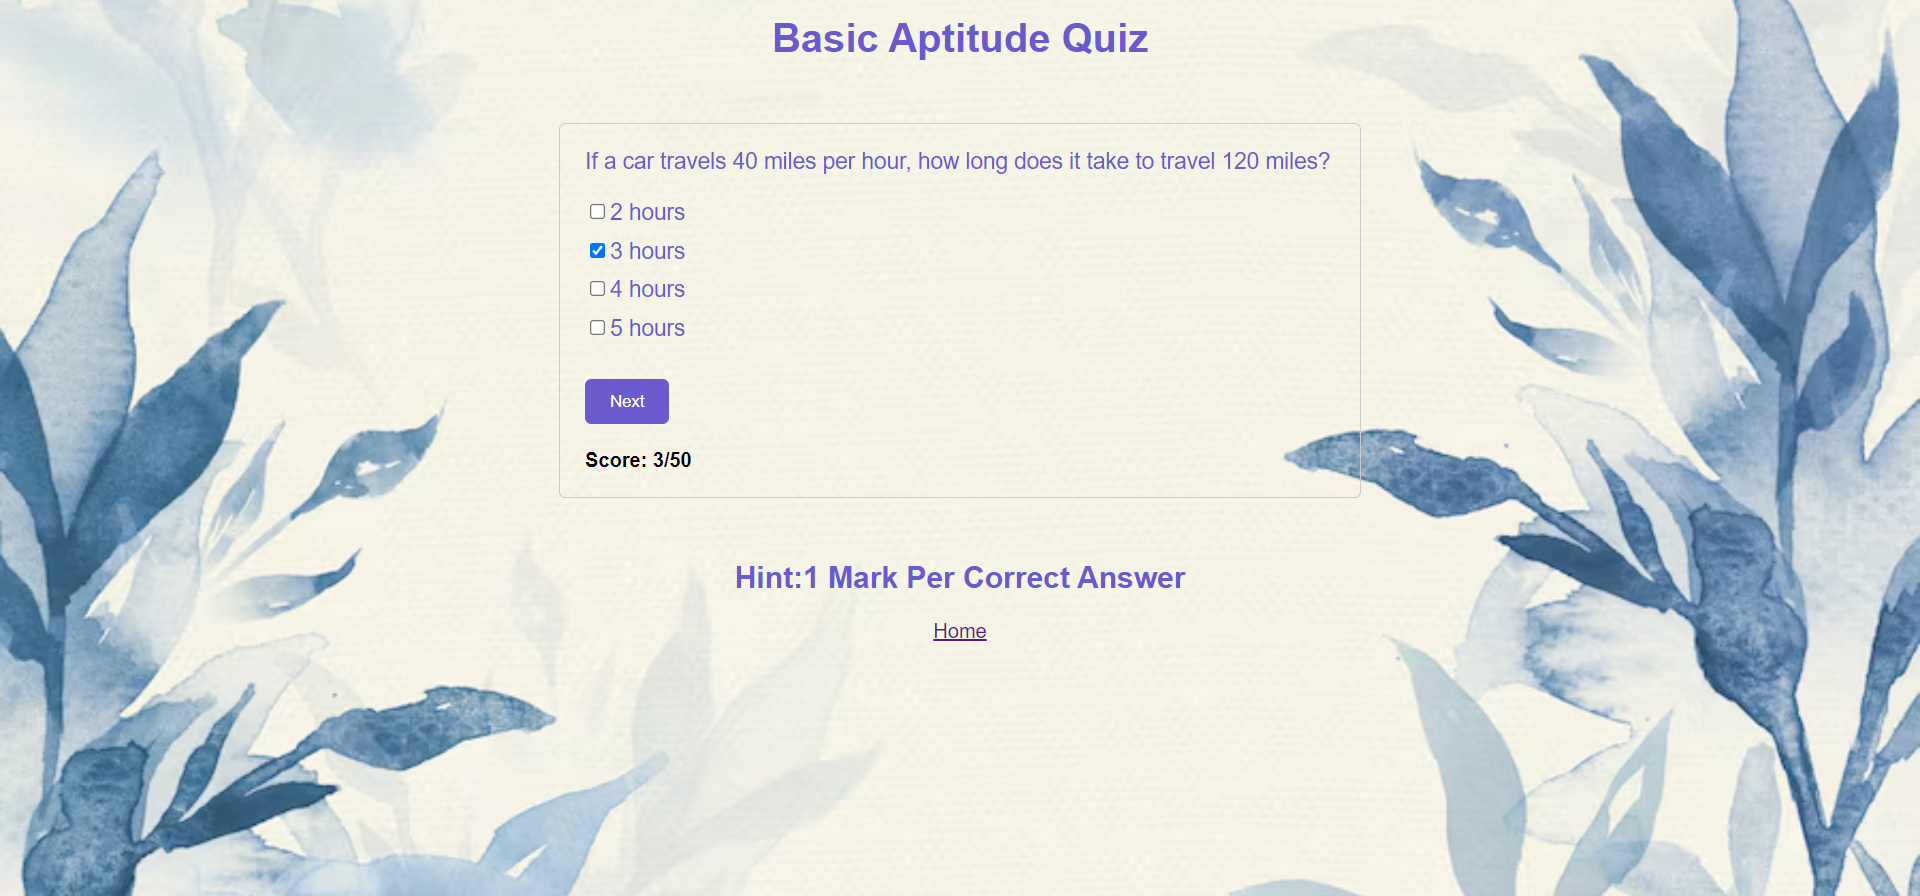 Basic Aptitude Quiz
If a car travels 40 miles per hour, how long does it take to travel 120 miles?
2 hours
3 hours
4 hours
5 hours
Next
Score: 3/50
Hint:1 Mark Per Correct Answer
Home